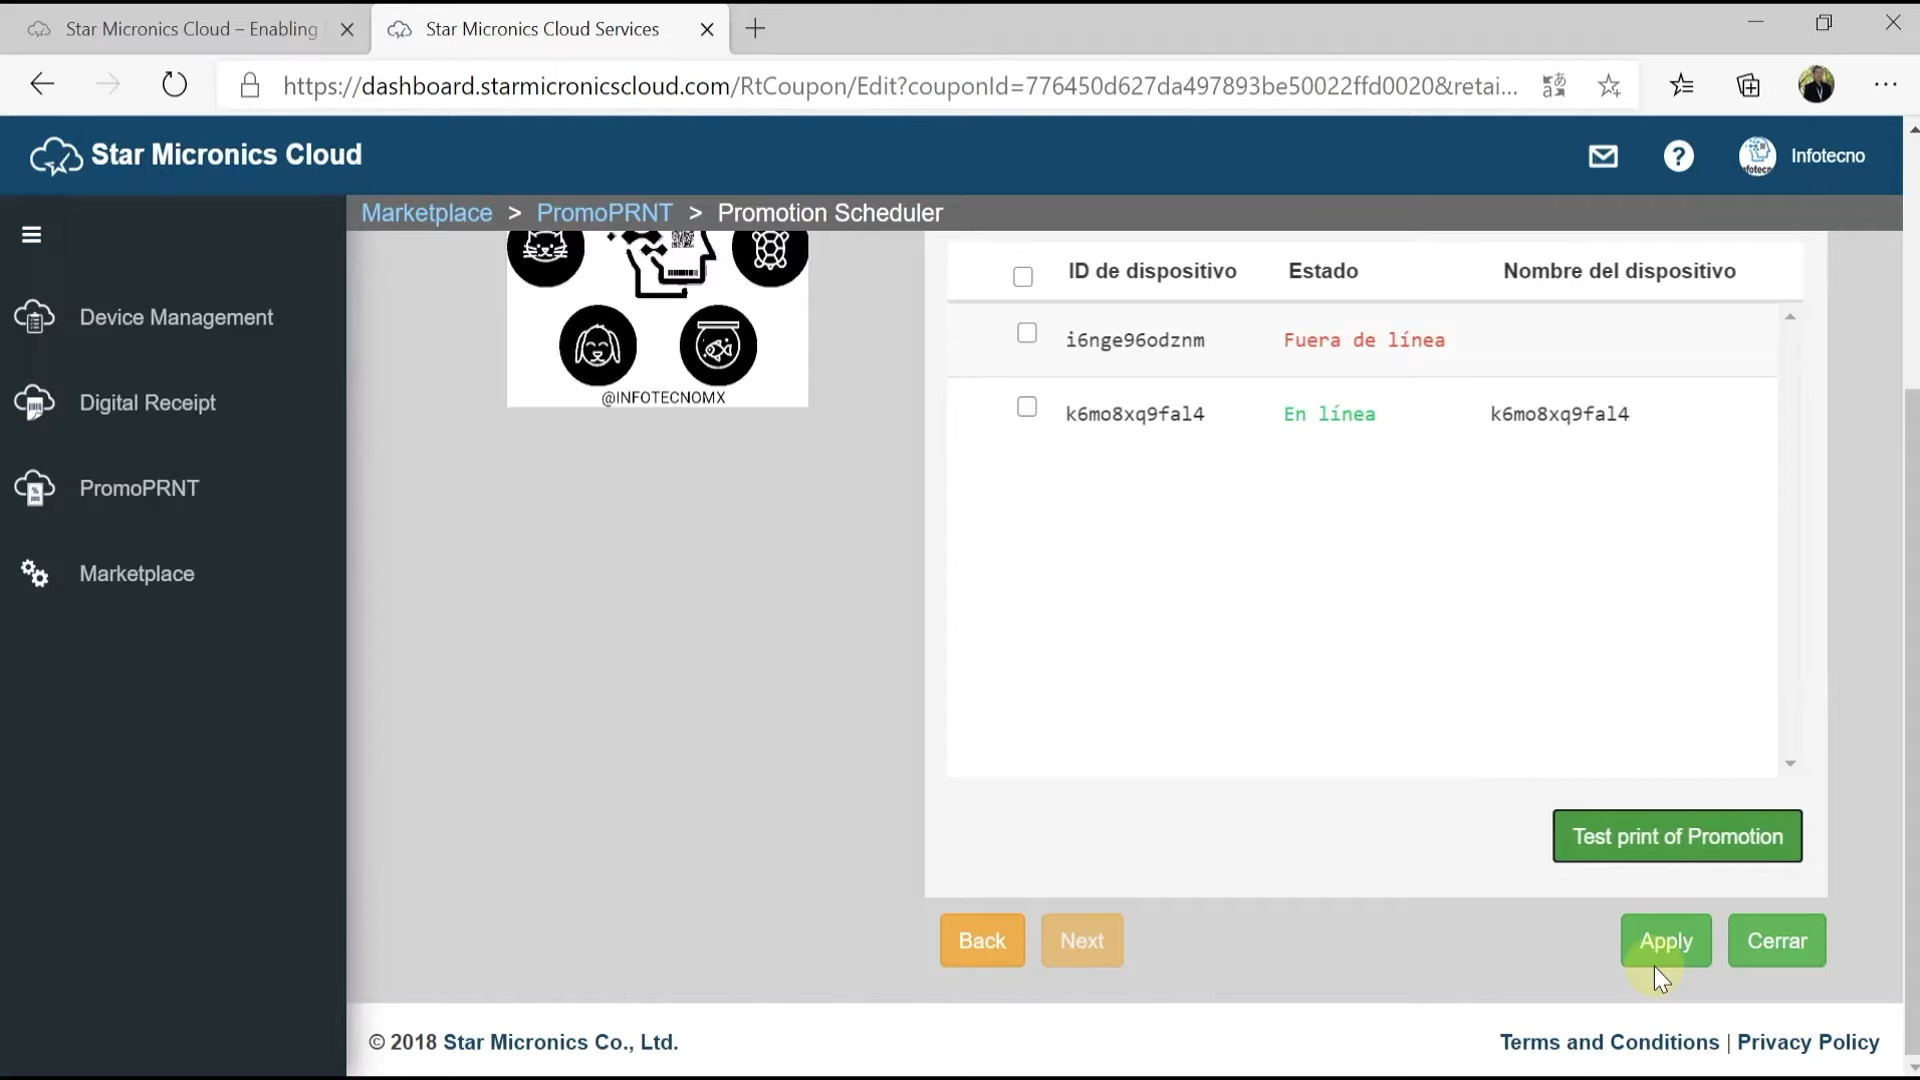 Star Micronics Cloud – Enabling
Star Micronics Cloud Services
https://dashboard.starmicronicscloud.com/RtCoupon/Edit?couponId=776450d627da497893be50022ffd0020&retai...
Star Micronics Cloud
Infotecno
Marketplace > PromoPRNT > Promotion Scheduler
Device Management
Digital Receipt
PromoPRNT
Marketplace
@INFOTECNOMX
ID de dispositivo Estado Nombre del dispositivo
i6nge96odznm Fuera de línea
k6mo8xq9fal4 En línea k6mo8xq9fal4
Test print of Promotion
Back Next Apply Cerrar
© 2018 Star Micronics Co., Ltd.
Terms and Conditions | Privacy Policy